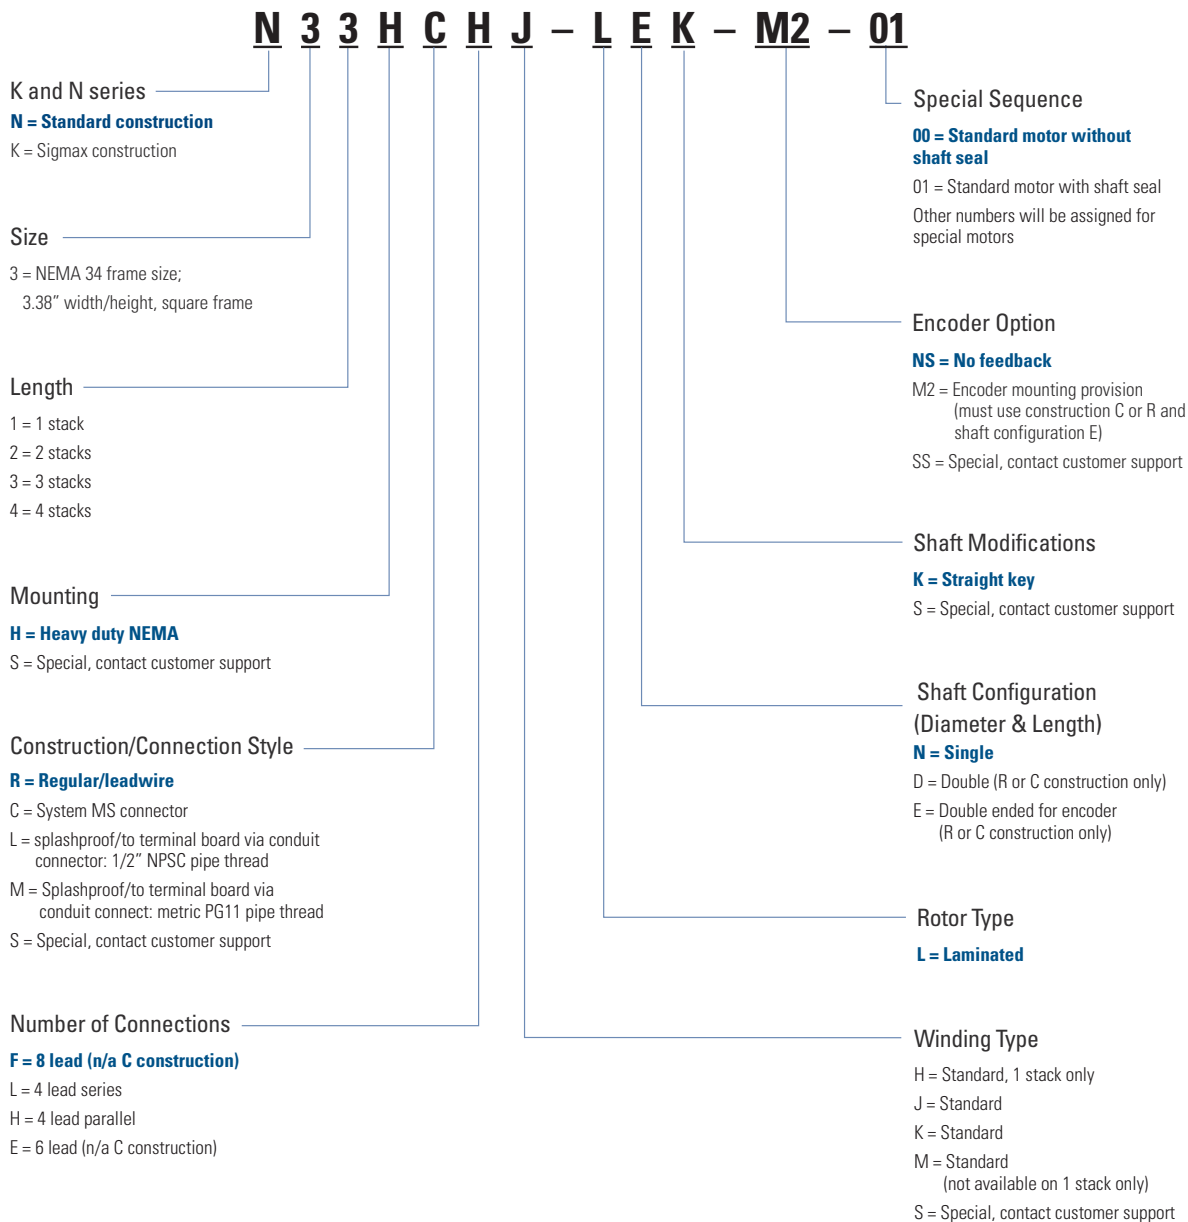 N 3 3 H C H J – L E K – M2 – 01
K and N series
N = Standard construction
K = Sigmax construction
Size
3 = NEMA 34 frame size;
3.38” width/height, square frame
Length
1 = 1 stack
2 = 2 stacks
3 = 3 stacks
4 = 4 stacks
Mounting
H = Heavy duty NEMA
S = Special, contact customer support
Construction/Connection Style
R = Regular/leadwire
C = System MS connector
L = splashproof/to terminal board via conduit
connector: 1/2” NPSC pipe thread
M = Splashproof/to terminal board via
conduit connect: metric PG11 pipe thread
S = Special, contact customer support
Number of Connections
F = 8 lead (n/a C construction)
L = 4 lead series
H = 4 lead parallel
E = 6 lead (n/a C construction)
Special Sequence
00 = Standard motor without
shaft seal
01 = Standard motor with shaft seal
Other numbers will be assigned for
special motors
Encoder Option
NS = No feedback
M2 = Encoder mounting provision
(must use construction C or R and
shaft configuration E)
SS = Special, contact customer support
Shaft Modifications
K = Straight key
S = Special, contact customer support
Shaft Configuration
(Diameter & Length)
N = Single
D = Double (R or C construction only)
E = Double ended for encoder
(R or C construction only)
Rotor Type
L = Laminated
Winding Type
H = Standard, 1 stack only
J = Standard
K = Standard
M = Standard
(not available on 1 stack only)
S = Special, contact customer support